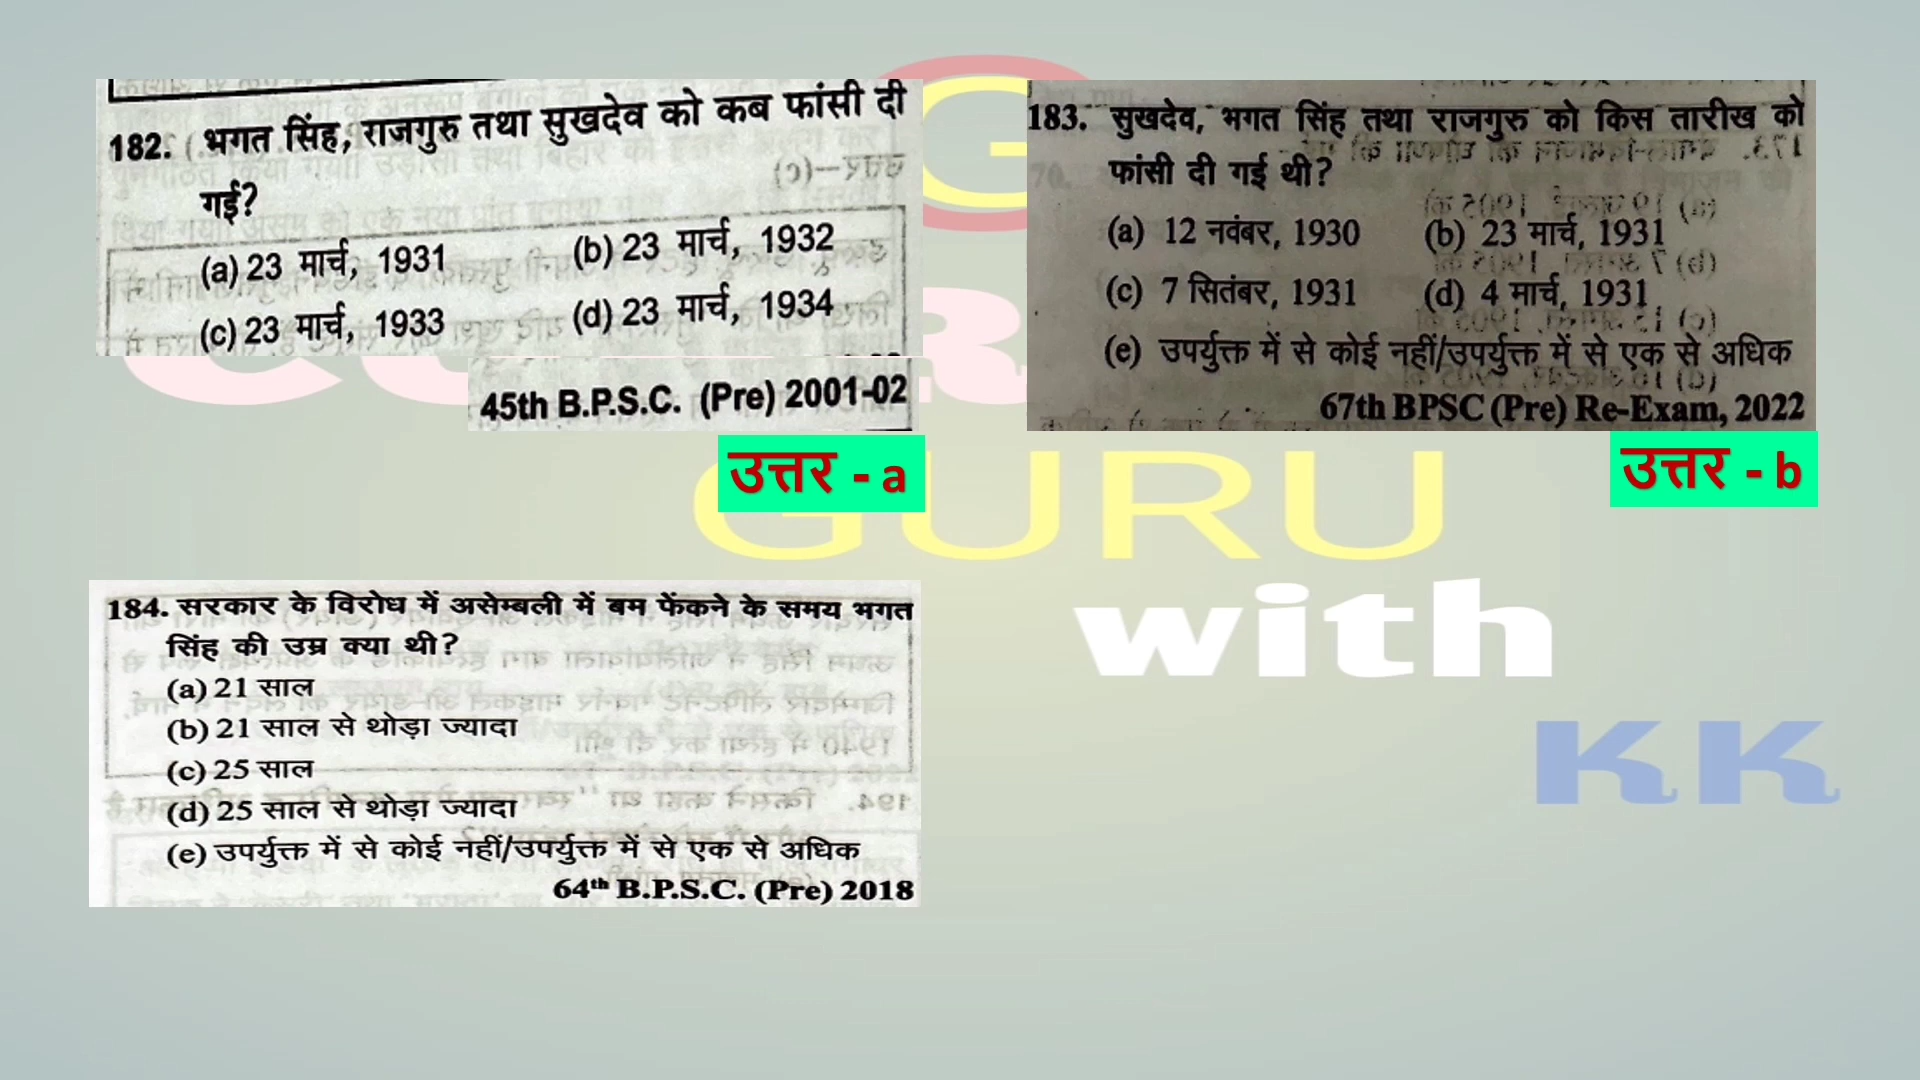 182. भगत सिंह, राजगुरु तथा सुखदेव को कब फांसी दी
गई?
(a) 23 मार्च, 1931 (b) 23 मार्च, 1932
(c) 23 मार्च, 1933 (d) 23 मार्च, 1934
45th B.P.S.C. (Pre) 2001-02
उत्तर - a
183. सुखदेव, भगत सिंह तथा राजगुरु को किस तारीख को
फांसी दी गई थी?
(a) 12 नवंबर, 1930 (b) 23 मार्च, 1931
(c) 7 सितंबर, 1931 (d) 4 मार्च, 1931
(e) उपर्युक्त में से कोई नहीं/उपर्युक्त में से एक से अधिक
67th BPSC (Pre) Re-Exam, 2022
उत्तर - b
184. सरकार के विरोध में असेम्बली में बम फेंकने के समय भगत
सिंह की उम्र क्या थी?
(a) 21 साल
(b) 21 साल से थोड़ा ज्यादा
(c) 25 साल
(d) 25 साल से थोड़ा ज्यादा
(e) उपर्युक्त में से कोई नहीं/उपर्युक्त में से एक से अधिक
64th B.P.S.C. (Pre) 2018
G
GURU
with
KK